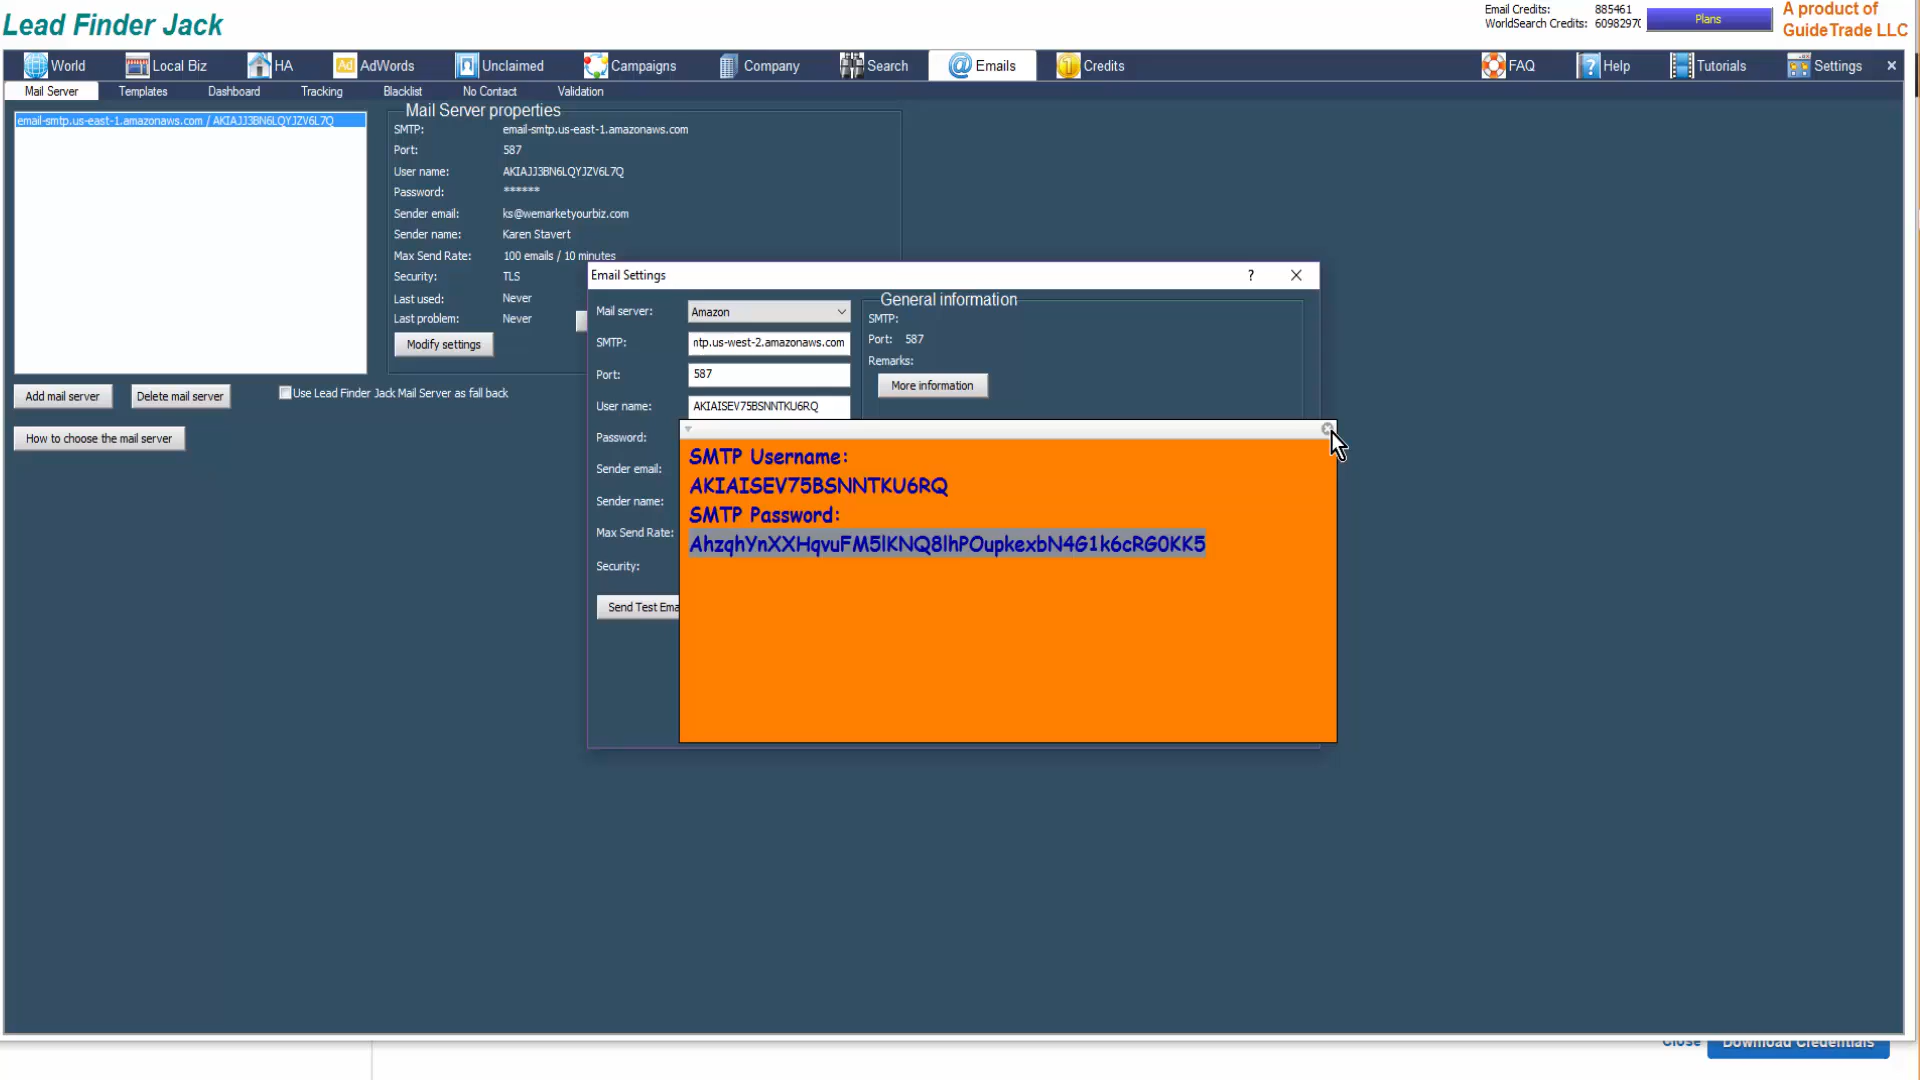 Lead Finder Jack
Email Credits: 885461
WorldSearch Credits: 60982970
Plans
A product of
GuideTrade LLC
World
Local Biz
HA
Ad AdWords
Unclaimed
Campaigns
Company
Search
@ Emails
1 Credits
FAQ
? Help
Tutorials
Settings
Mail Server
Templates
Dashboard
Tracking
Blacklist
No Contact
Validation
email-smtp.us-east-1.amazonaws.com / AKIAJJ3BN6LQYJZV6L7Q
Mail Server properties
SMTP: email-smtp.us-east-1.amazonaws.com
Port: 587
User name: AKIAJJ3BN6LQYJZV6L7Q
Password: ******
Sender email: ks@wemarketyourbiz.com
Sender name: Karen Stavert
Max Send Rate: 100 emails / 10 minutes
Security: TLS
Last used: Never
Last problem: Never
Modify settings
Add mail server
Delete mail server
Use Lead Finder Jack Mail Server as fall back
How to choose the mail server
Email Settings
?
Mail server: Amazon
SMTP: ntp.us-west-2.amazonaws.com
Port: 587
User name: AKIAISEV75BSNNTKU6RQ
Password:
Sender email:
Sender name:
Max Send Rate:
Security:
Send Test Ema
General information
SMTP:
Port: 587
Remarks:
More information
SMTP Username:
AKIAISEV75BSNNTKU6RQ
SMTP Password:
AhzqhYnXXHqvuFM5lKNQ8lhPOupkexbN4G1k6cRG0KK5
Close
Download Credentials